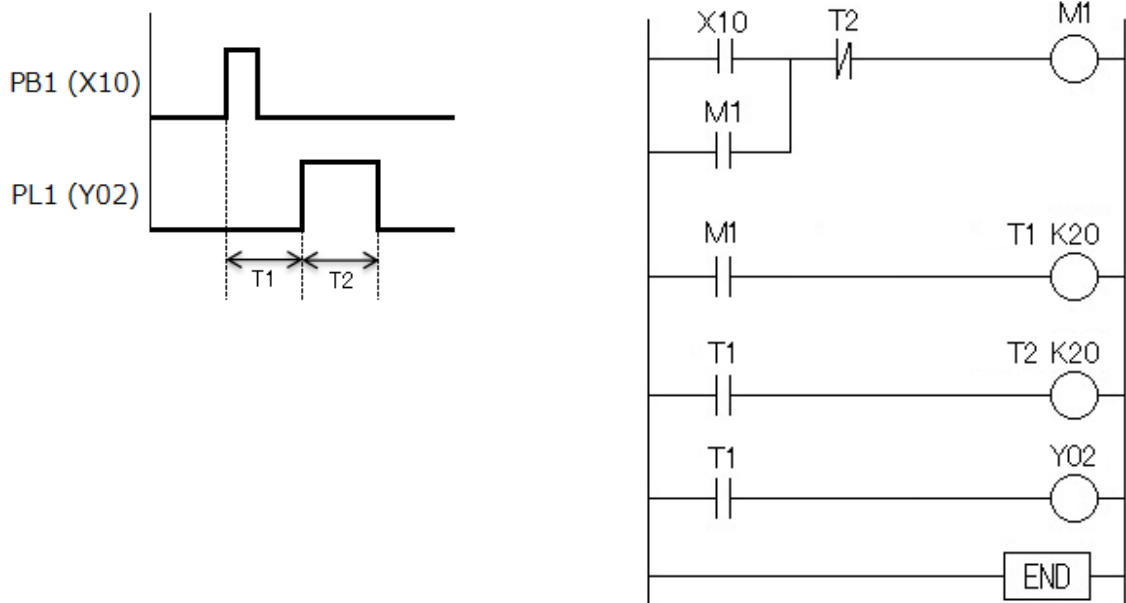 PB1 (X10)
PL1 (Y02)
T1 T2
X10 T2 M1
M1
M1 T1 K20
T1 T2 K20
T1 Y02
END